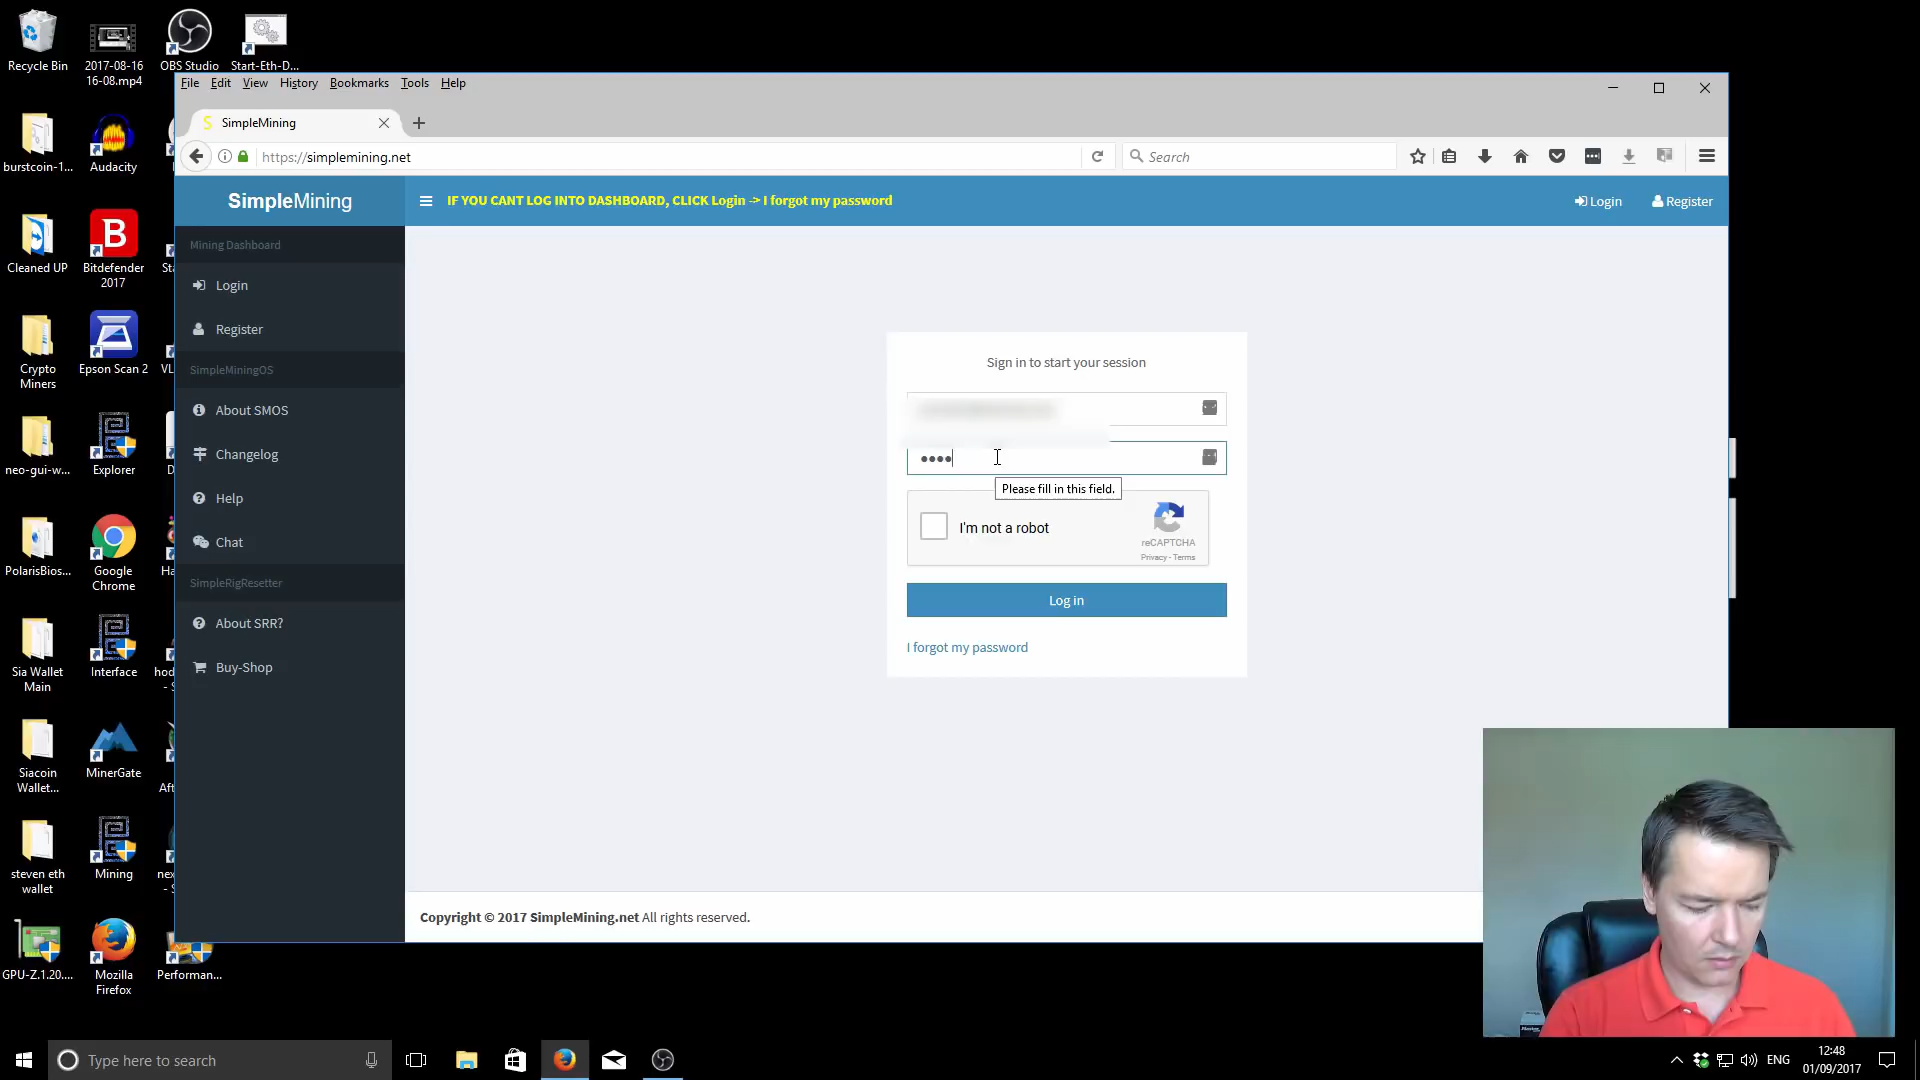 Recycle Bin
2017-08-16
16-08.mp4
OBS Studio
Start-Eth-D...
burstcoin-1...
Audacity
Cleaned UP
Bitdefender
2017
Crypto
Miners
Epson Scan 2
neo-gui-w...
Explorer
PolarisBios...
Google
Chrome
Sia Wallet
Main
Interface
Siacoin
Wallet...
MinerGate
steven eth
wallet
Mining
GPU-Z.1.20....
Mozilla
Firefox
Performan...
File Edit View History Bookmarks Tools Help
SimpleMining
https://simplemining.net
Search
SimpleMining
IF YOU CANT LOG INTO DASHBOARD, CLICK Login -> I forgot my password
Login
Register
Mining Dashboard
Login
Register
SimpleMiningOS
About SMOS
Changelog
Help
Chat
SimpleRigResetter
About SRR?
Buy-Shop
Sign in to start your session
Please fill in this field.
I'm not a robot
reCAPTCHA
Privacy - Terms
Log in
I forgot my password
Copyright © 2017 SimpleMining.net All rights reserved.
Type here to search
ENG
12:48
01/09/2017